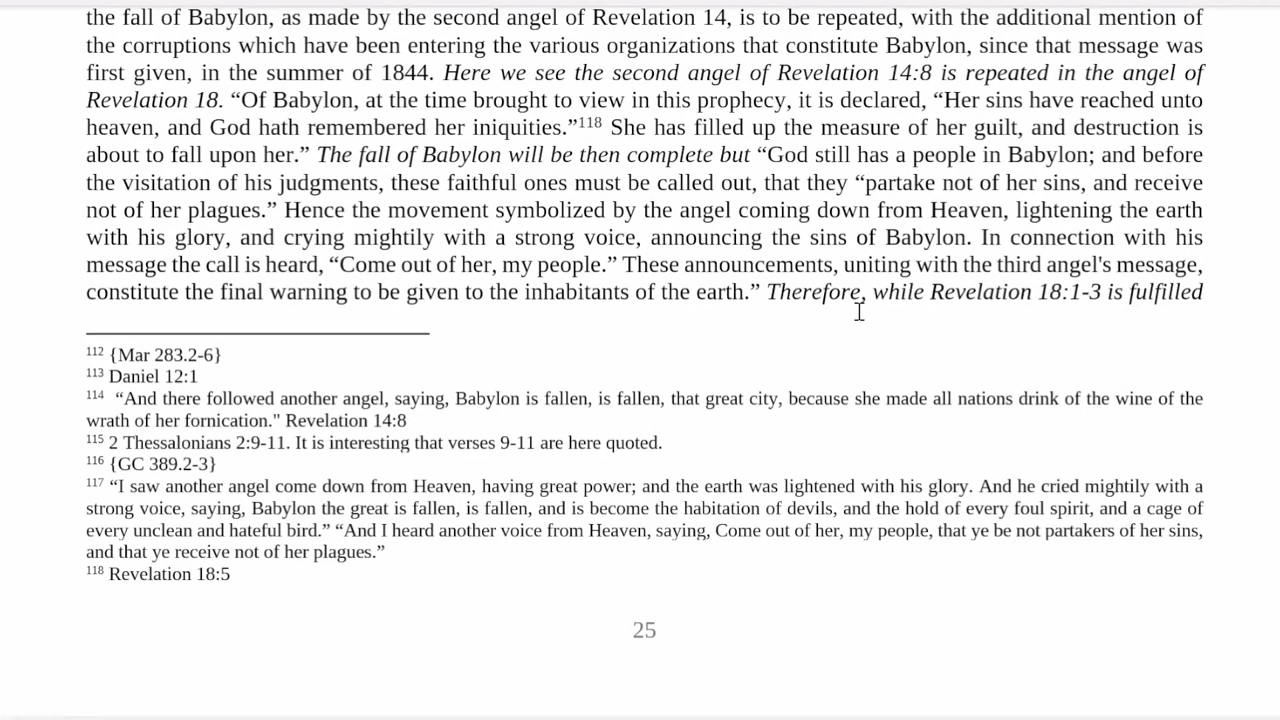 the fall of Babylon, as made by the second angel of Revelation 14, is to be repeated, with the additional mention of
the corruptions which have been entering the various organizations that constitute Babylon, since that message was
first given, in the summer of 1844. Here we see the second angel of Revelation 14:8 is repeated in the angel of
Revelation 18. “Of Babylon, at the time brought to view in this prophecy, it is declared, “Her sins have reached unto
heaven, and God hath remembered her iniquities.”118 She has filled up the measure of her guilt, and destruction is
about to fall upon her.” The fall of Babylon will be then complete but “God still has a people in Babylon; and before
the visitation of his judgments, these faithful ones must be called out, that they “partake not of her sins, and receive
not of her plagues.” Hence the movement symbolized by the angel coming down from Heaven, lightening the earth
with his glory, and crying mightily with a strong voice, announcing the sins of Babylon. In connection with his
message the call is heard, “Come out of her, my people.” These announcements, uniting with the third angel's message,
constitute the final warning to be given to the inhabitants of the earth.” Therefore, while Revelation 18:1-3 is fulfilled
112 {Mar 283.2-6}
113 Daniel 12:1
114 “And there followed another angel, saying, Babylon is fallen, is fallen, that great city, because she made all nations drink of the wine of the
wrath of her fornication." Revelation 14:8
115 2 Thessalonians 2:9-11. It is interesting that verses 9-11 are here quoted.
116 {GC 389.2-3}
117 “I saw another angel come down from Heaven, having great power; and the earth was lightened with his glory. And he cried mightily with a
strong voice, saying, Babylon the great is fallen, is fallen, and is become the habitation of devils, and the hold of every foul spirit, and a cage of
every unclean and hateful bird.” “And I heard another voice from Heaven, saying, Come out of her, my people, that ye be not partakers of her sins,
and that ye receive not of her plagues.”
118 Revelation 18:5
25